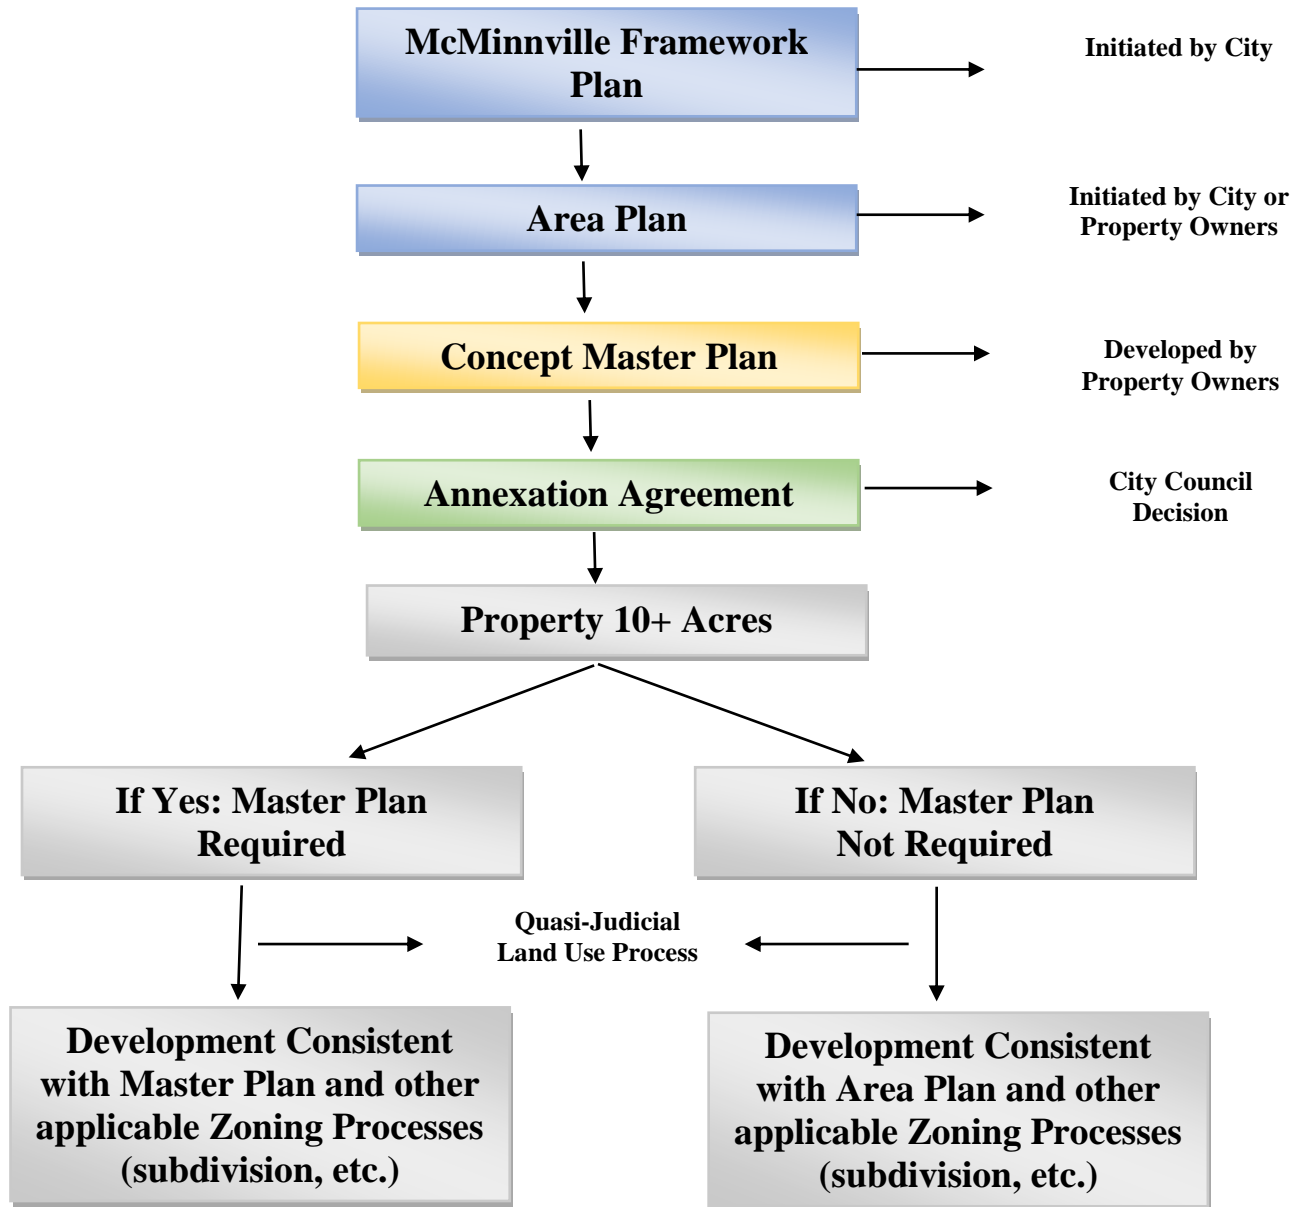 McMinnville Framework
Plan
Initiated by City
Area Plan
Initiated by City or
Property Owners
Concept Master Plan
Developed by
Property Owners
Annexation Agreement
City Council
Decision
Property 10+ Acres
If Yes: Master Plan
Required
If No: Master Plan
Not Required
Quasi-Judicial
Land Use Process
Development Consistent
with Master Plan and other
applicable Zoning Processes
(subdivision, etc.)
Development Consistent
with Area Plan and other
applicable Zoning Processes
(subdivision, etc.)